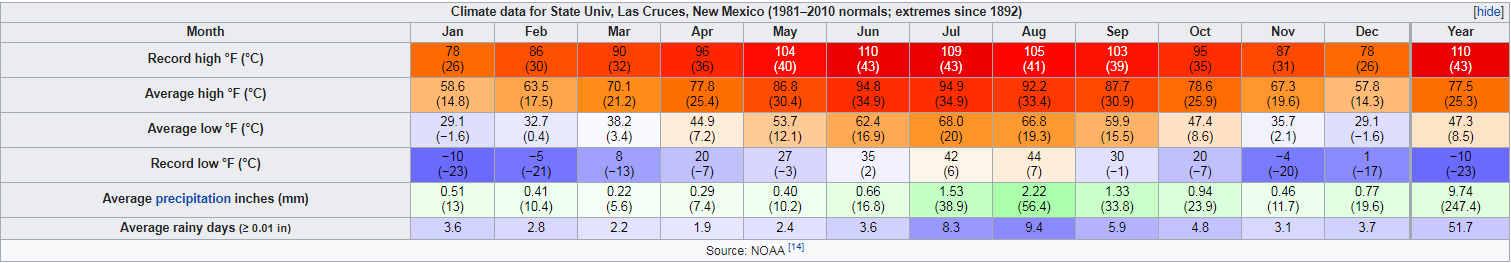 Climate data for State Univ, Las Cruces, New Mexico (1981–2010 normals; extremes since 1892) [hide]
Month Jan Feb Mar Apr May Jun Jul Aug Sep Oct Nov Dec Year
Record high °F (°C) 78 86 90 96 104 110 109 105 103 95 87 78 110
(26) (30) (32) (36) (40) (43) (43) (41) (39) (35) (31) (26) (43)
Average high °F (°C) 58.6 63.5 70.1 77.8 86.8 94.8 94.9 92.2 87.7 78.6 67.3 57.8 77.5
(14.8) (17.5) (21.2) (25.4) (30.4) (34.9) (34.9) (33.4) (30.9) (25.9) (19.6) (14.3) (25.3)
Average low °F (°C) 29.1 32.7 38.2 44.9 53.7 62.4 68.0 66.8 59.9 47.4 35.7 29.1 47.3
(−1.6) (0.4) (3.4) (7.2) (12.1) (16.9) (20) (19.3) (15.5) (8.6) (2.1) (−1.6) (8.5)
Record low °F (°C) −10 −5 8 20 27 35 42 44 30 20 −4 1 −10
(−23) (−21) (−13) (−7) (−3) (2) (6) (7) (−1) (−7) (−20) (−17) (−23)
Average precipitation inches (mm) 0.51 0.41 0.22 0.29 0.40 0.66 1.53 2.22 1.33 0.94 0.46 0.77 9.74
(13) (10.4) (5.6) (7.4) (10.2) (16.8) (38.9) (56.4) (33.8) (23.9) (11.7) (19.6) (247.4)
Average rainy days (≥ 0.01 in) 3.6 2.8 2.2 1.9 2.4 3.6 8.3 9.4 5.9 4.8 3.1 3.7 51.7
Source: NOAA [14]